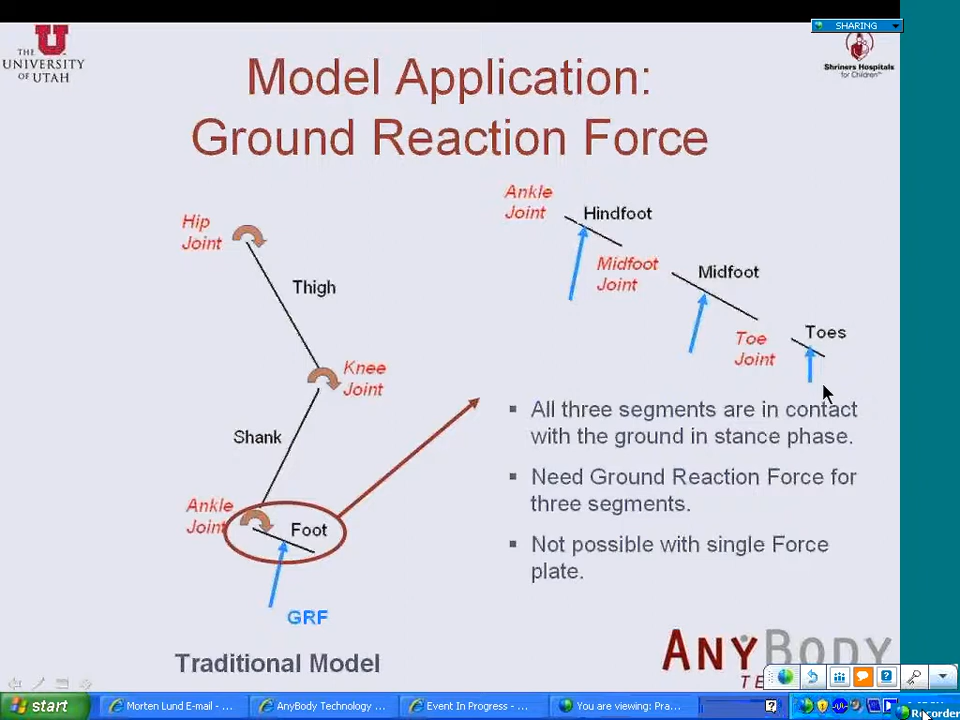 SHARING
THE
UNIVERSITY
OF UTAH
Shriners Hospitals
for Children™
Model Application:
Ground Reaction Force
Hip
Joint
Thigh
Knee
Joint
Shank
Ankle
Joint
Foot
GRF
Traditional Model
Ankle
Joint
Hindfoot
Midfoot
Joint
Midfoot
Toe
Joint
Toes
▪ All three segments are in contact
with the ground in stance phase.
▪ Need Ground Reaction Force for
three segments.
▪ Not possible with single Force
plate.
ANYBODY
start
Morten Lund E-mail - ...
AnyBody Technology ...
Event In Progress - ...
You are viewing: Pra...
Recorder